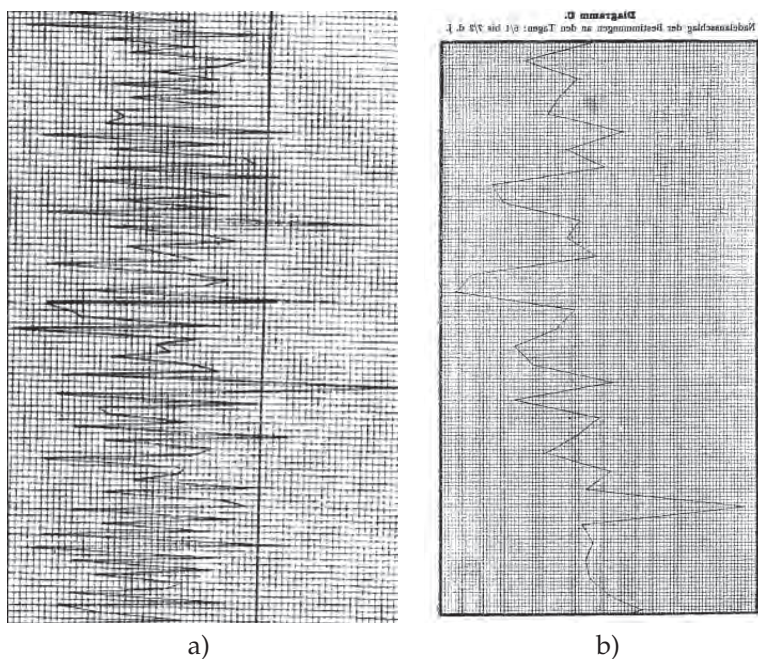 Diagramm D.
Nadelausschlag der Bestimmungen an den Tagen: 6/1 bis 7/2 d. J.
a)
b)